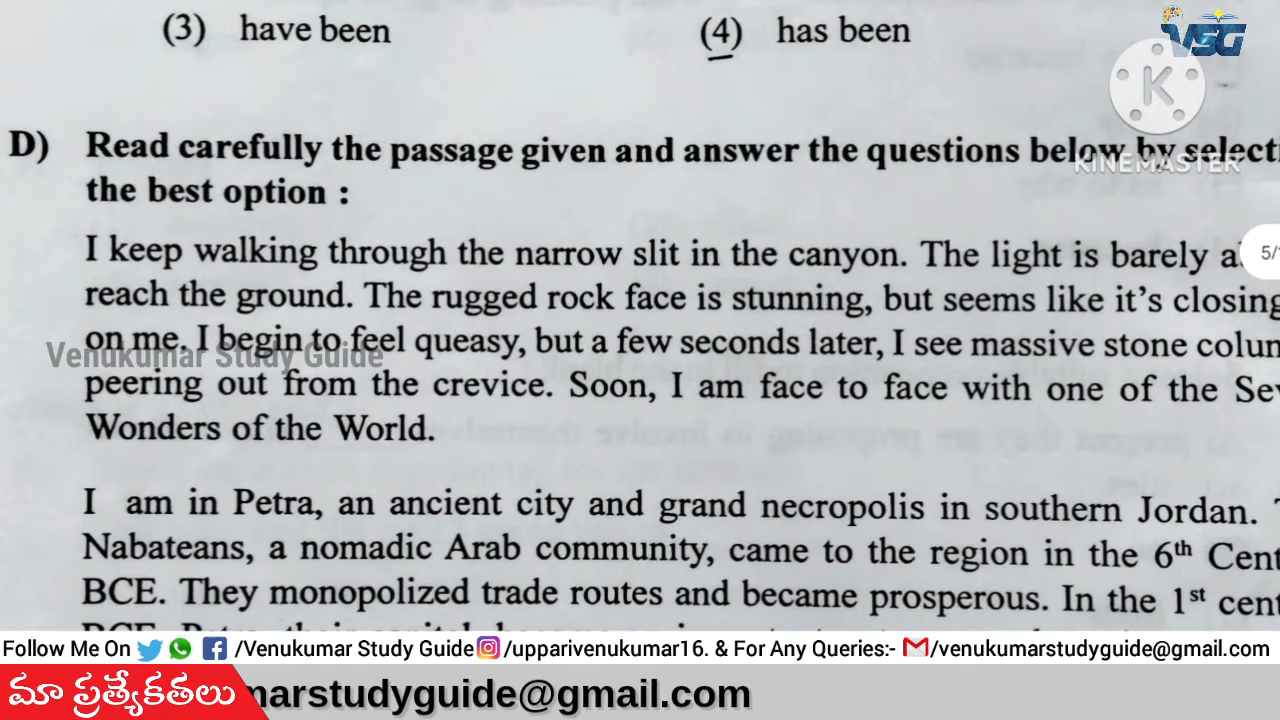 (3) have been (4) has been
VSG
K
KINEMASTER
D) Read carefully the passage given and answer the questions below by selecti
the best option :
I keep walking through the narrow slit in the canyon. The light is barely a
5/
reach the ground. The rugged rock face is stunning, but seems like it's closing
on me. I begin to feel queasy, but a few seconds later, I see massive stone colum
Venukumar Study Guide
peering out from the crevice. Soon, I am face to face with one of the Sev
Wonders of the World.
I am in Petra, an ancient city and grand necropolis in southern Jordan.
Nabateans, a nomadic Arab community, came to the region in the 6th Cent
BCE. They monopolized trade routes and became prosperous. In the 1st cent
Follow Me On /Venukumar Study Guide /upparivenukumar16. & For Any Queries:- /venukumarstudyguide@gmail.com
మా ప్రత్యేకతలు marstudyguide@gmail.com